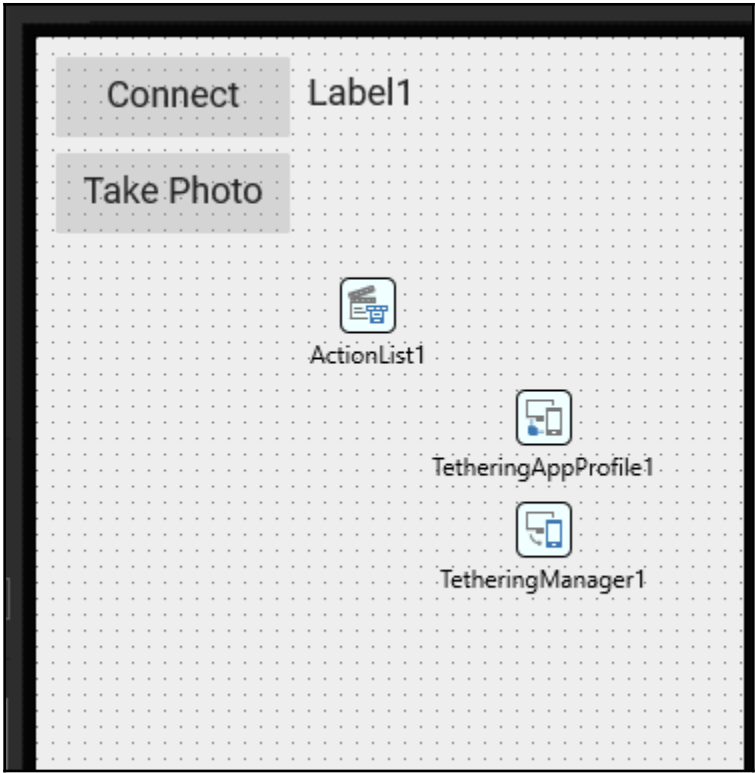 Connect
Label1
Take Photo
ActionList1
TetheringAppProfile1
TetheringManager1